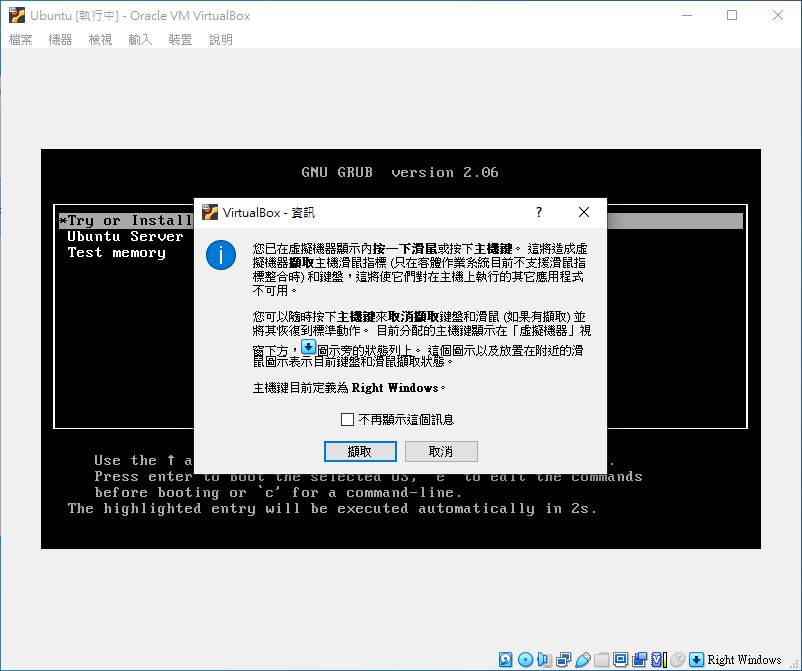 Ubuntu [執行中] - Oracle VM VirtualBox
檔案 機器 檢視 輸入 裝置 說明
GNU GRUB version 2.06
*Try or Install
Ubuntu Server
Test memory
VirtualBox - 資訊
您已在虛擬機器顯示內按一下滑鼠或按下主機鍵。 這將造成虛
擬機器擷取主機滑鼠指標 (只在客體作業系統目前不支援滑鼠指
標整合時) 和鍵盤，這將使它們對在主機上執行的其它應用程式
不可用。
您可以隨時按下主機鍵來取消擷取鍵盤和滑鼠 (如果有擷取) 並
將其恢復到標準動作。 目前分配的主機鍵顯示在「虛擬機器」視
窗下方，圖示旁的狀態列上。 這個圖示以及放置在附近的滑
鼠圖示表示目前鍵盤和滑鼠擷取狀態。
主機鍵目前定義為 Right Windows。
不再顯示這個訊息
擷取 取消
Use the ↑ a
Press enter to boot the selected OS, `e' to edit the commands
before booting or `c' for a command-line.
The highlighted entry will be executed automatically in 2s.
Right Windows